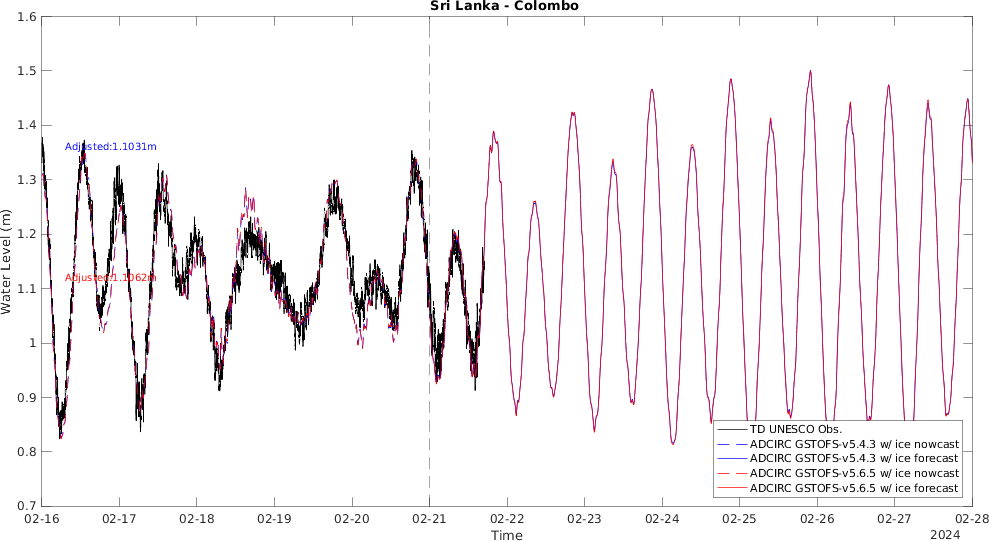 Sri Lanka - Colombo
1.6
1.5
1.4
1.3
1.2
1.1
1
0.9
0.8
0.7
Water Level (m)
Adjusted:1.1031m
Adjusted:1.1062m
TD UNESCO Obs.
ADCIRC GSTOFS-v5.4.3 w/ ice nowcast
ADCIRC GSTOFS-v5.4.3 w/ ice forecast
ADCIRC GSTOFS-v5.6.5 w/ ice nowcast
ADCIRC GSTOFS-v5.6.5 w/ ice forecast
02-16 02-17 02-18 02-19 02-20 02-21 02-22 02-23 02-24 02-25 02-26 02-27 02-28
Time
2024